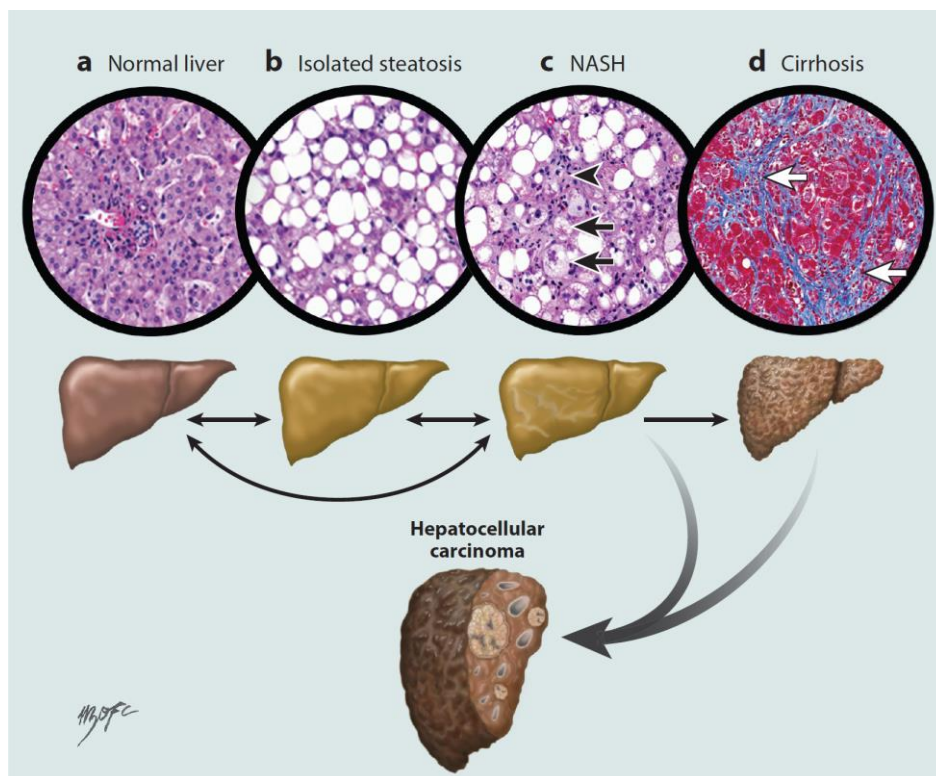 a Normal liver
b Isolated steatosis
c NASH
d Cirrhosis
Hepatocellular
carcinoma